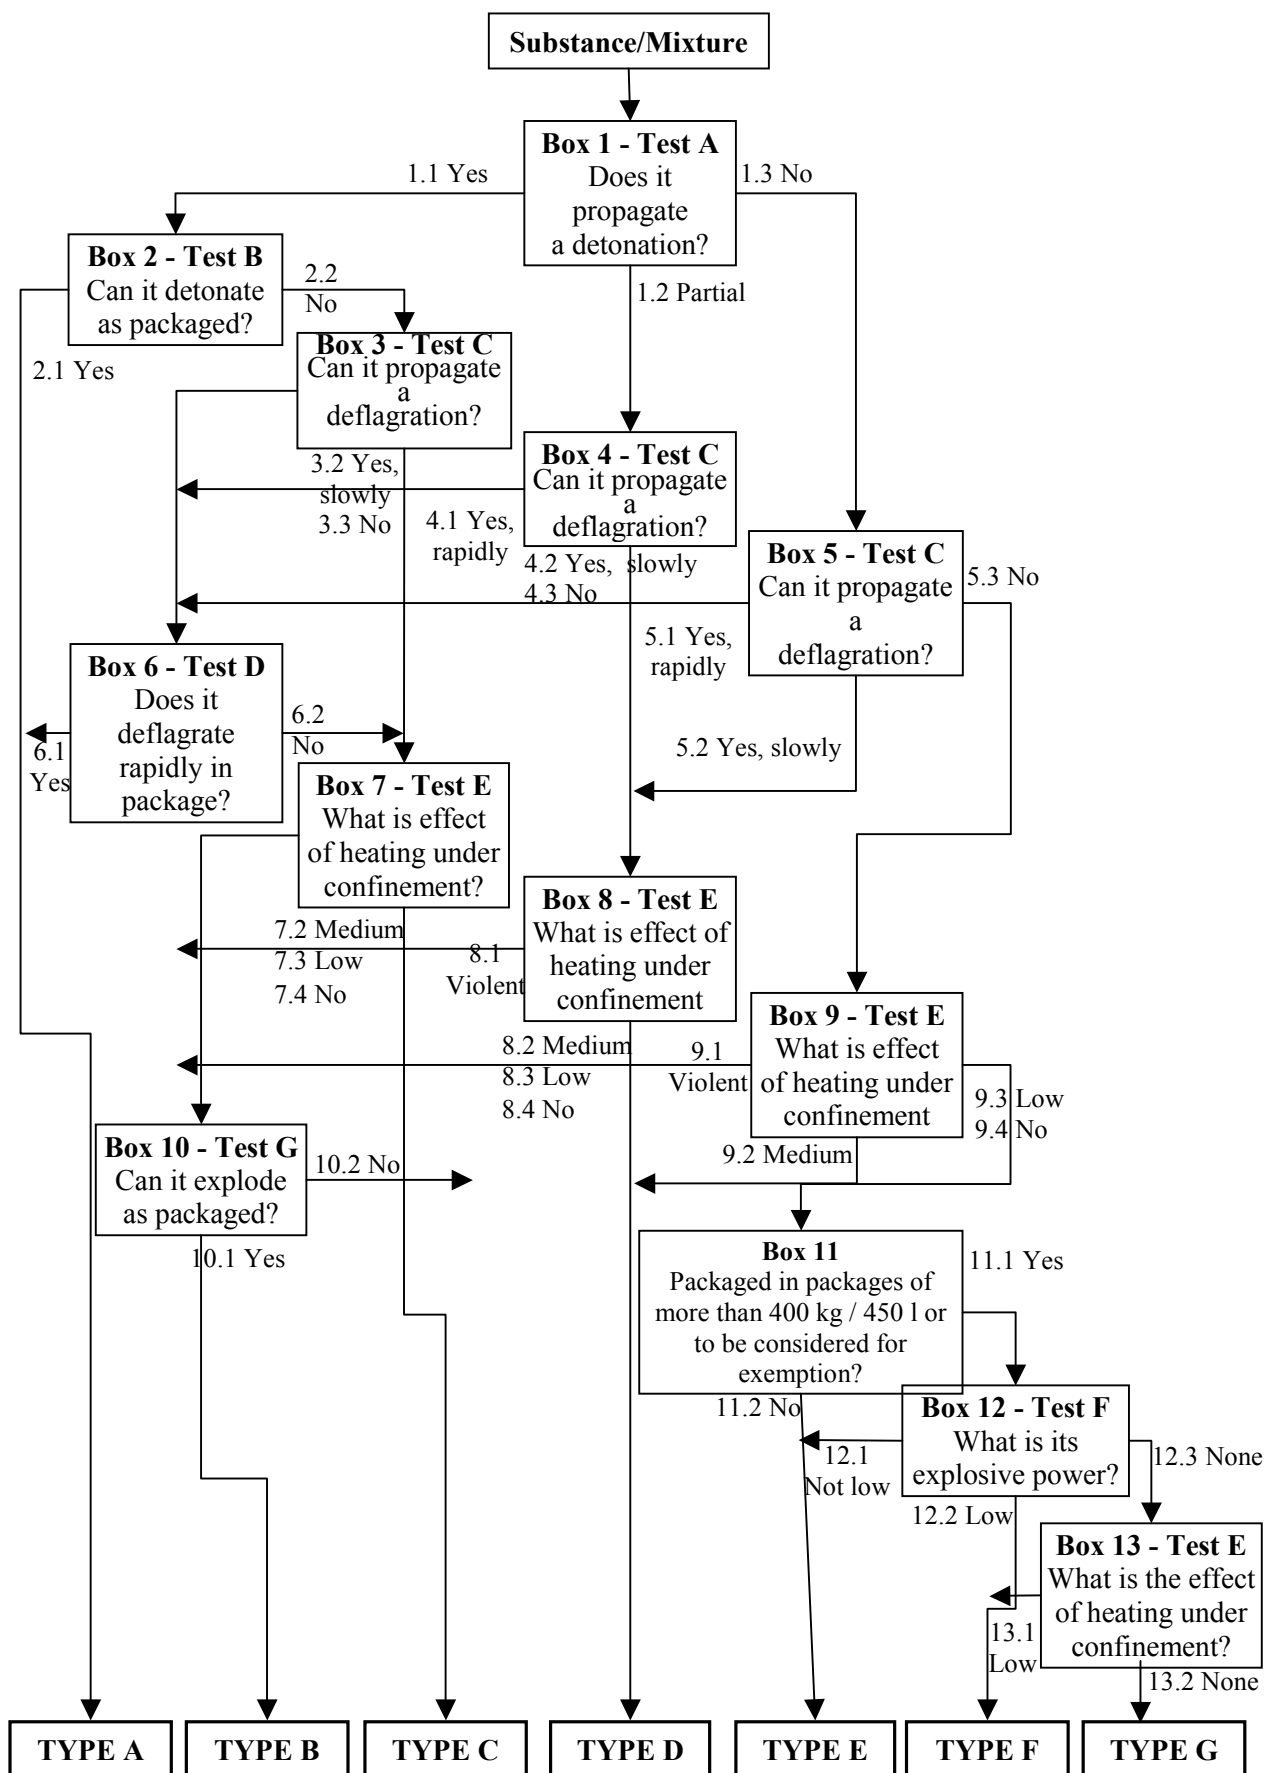 Substance/Mixture
Box 1 - Test A
Does it
propagate
a detonation?
1.1 Yes
1.3 No
1.2 Partial
Box 2 - Test B
Can it detonate
as packaged?
2.2
No
2.1 Yes
Box 3 - Test C
Can it propagate
a
deflagration?
3.2 Yes,
slowly
3.3 No
Box 4 - Test C
Can it propagate
a
deflagration?
4.1 Yes,
rapidly
4.2 Yes, slowly
4.3 No
Box 5 - Test C
Can it propagate
a
deflagration?
5.3 No
5.1 Yes,
rapidly
5.2 Yes, slowly
Box 6 - Test D
Does it
deflagrate
rapidly in
package?
6.2
No
6.1
Yes
Box 7 - Test E
What is effect
of heating under
confinement?
7.2 Medium
7.3 Low
7.4 No
Box 8 - Test E
What is effect of
heating under
confinement
8.1
Violent
8.2 Medium
8.3 Low
8.4 No
Box 9 - Test E
What is effect
of heating under
confinement
9.1
Violent
9.3 Low
9.4 No
9.2 Medium
Box 10 - Test G
Can it explode
as packaged?
10.2 No
10.1 Yes
Box 11
Packaged in packages of
more than 400 kg / 450 l or
to be considered for
exemption?
11.1 Yes
11.2 No
Box 12 - Test F
What is its
explosive power?
12.1
Not low
12.3 None
12.2 Low
Box 13 - Test E
What is the effect
of heating under
confinement?
13.1
Low
13.2 None
TYPE A
TYPE B
TYPE C
TYPE D
TYPE E
TYPE F
TYPE G